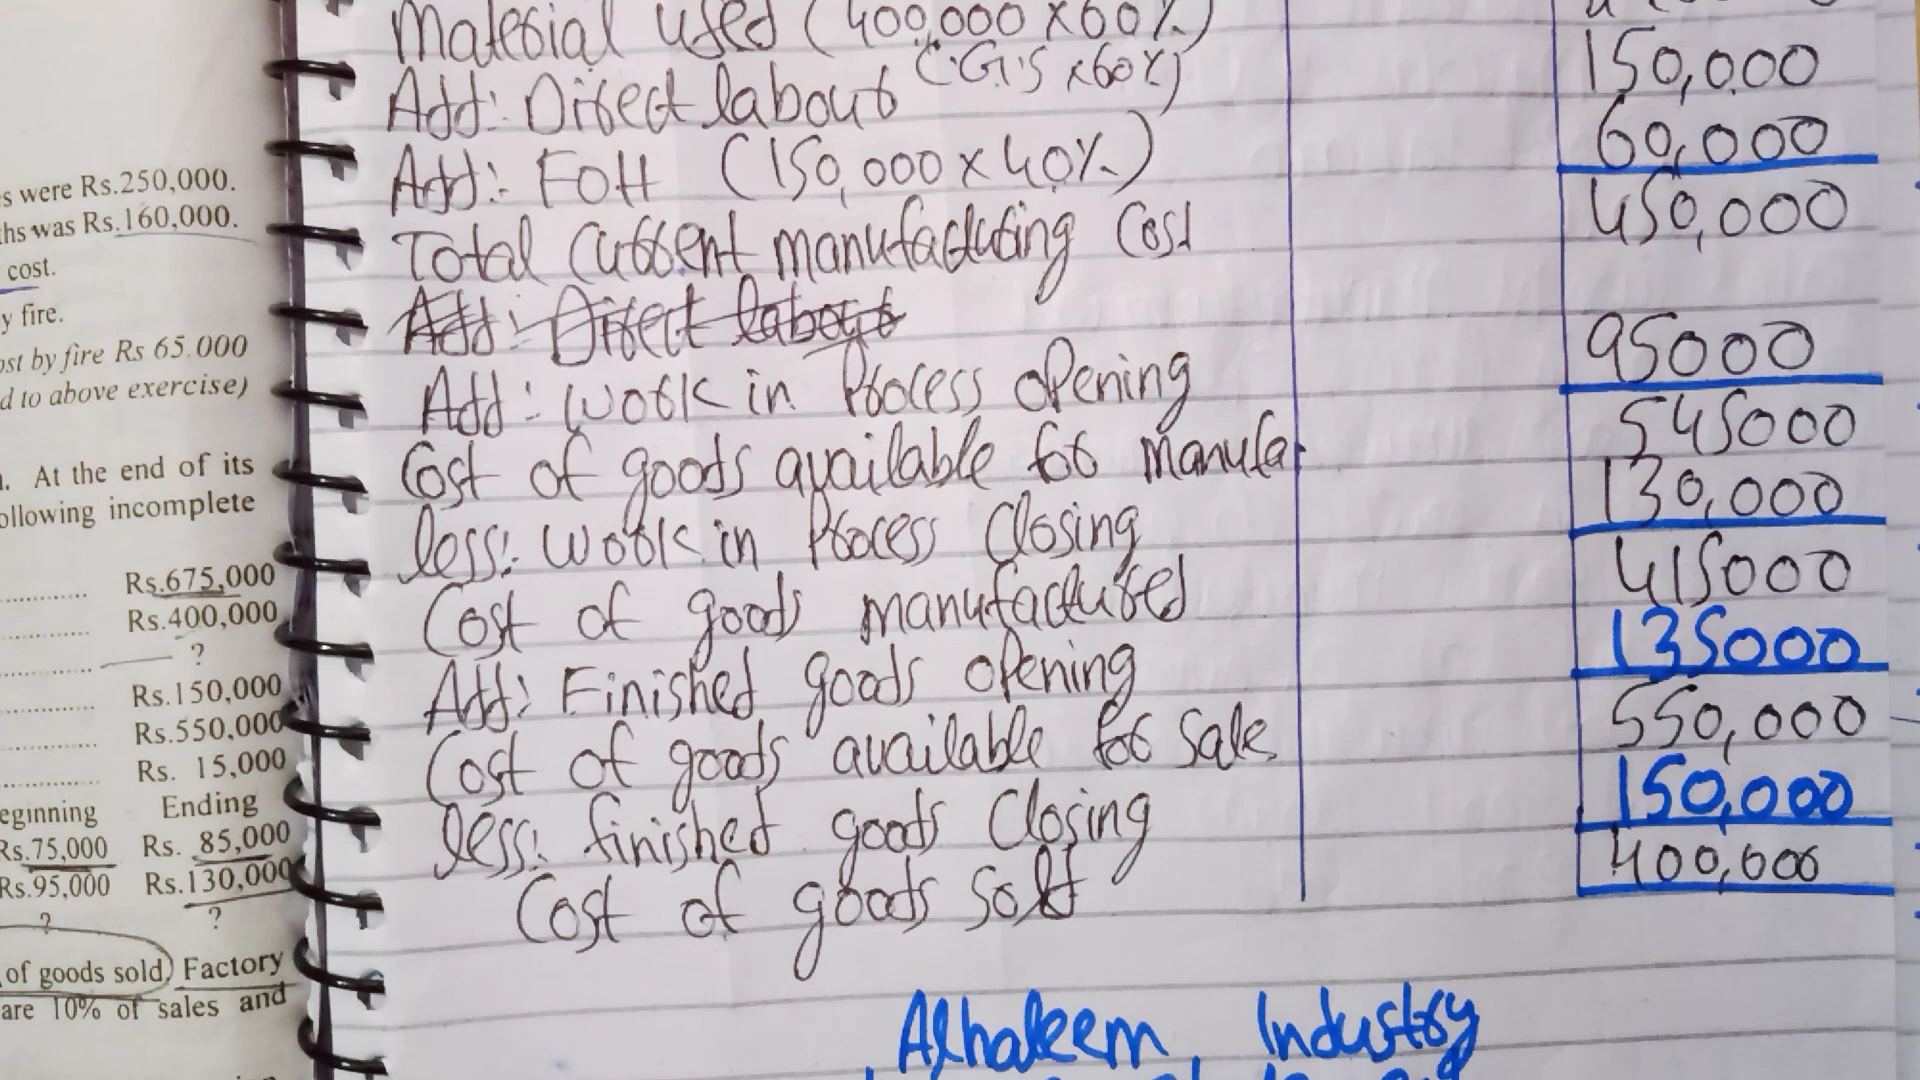 s were Rs.250,000.
ths was Rs.160,000.
cost.
y fire.
ost by fire Rs 65.000
d to above exercise)
. At the end of its
ollowing incomplete
Rs.675,000
Rs.400,000
?
Rs.150,000
Rs.550,000
Rs. 15,000
eginning Ending
Rs.75,000 Rs. 85,000
Rs.95,000 Rs.130,000
? ?
of goods sold, Factory
are 10% of sales and
Material used (400,000 x 60%)
Add: Direct labour (C.G.S x 60%) 150,000
Add: FOH (150,000 x 40%) 60,000
Total Current manufacturing Cost 450,000
Add: Direct labour
Add: Work in Process opening 95000
Cost of goods available for manufa 545000
less: Work in Process Closing 130,000
Cost of goods manufactured 415000
Add: Finished goods opening 135000
Cost of goods available for Sale 550,000
less: finished goods Closing 150,000
Cost of goods Sold 400,000
Alhakeem Industry